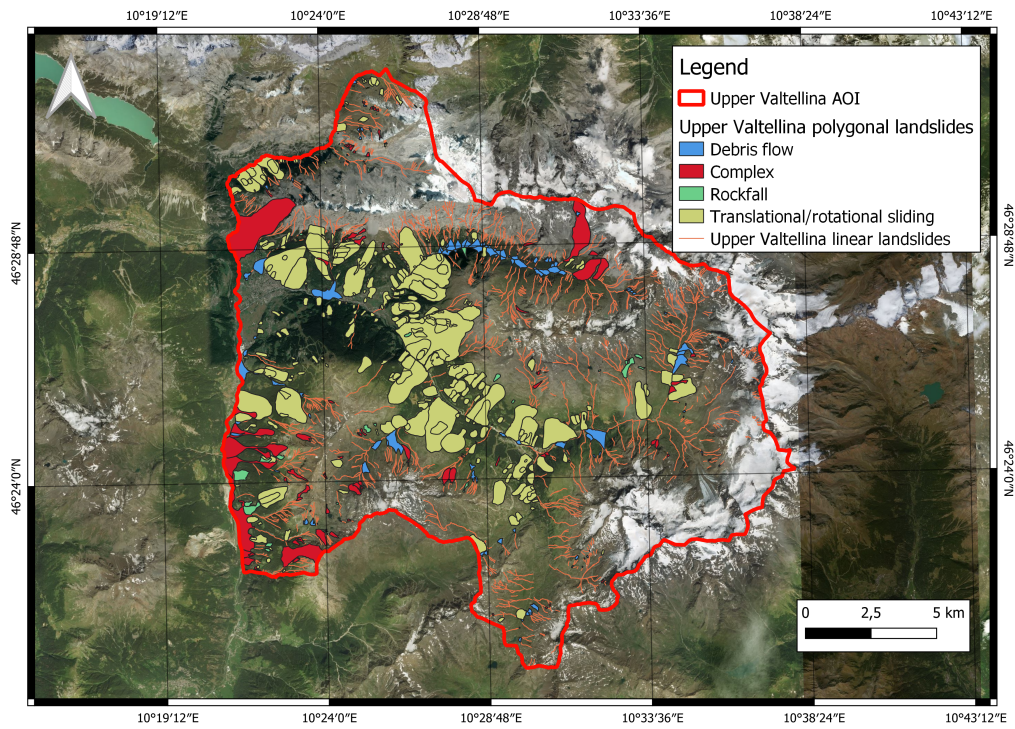 10°19′12″E 10°24′0″E 10°28′48″E 10°33′36″E 10°38′24″E 10°43′12″E
Legend
Upper Valtellina AOI
Upper Valtellina polygonal landslides
Debris flow
Complex
Rockfall
Translational/rotational sliding
Upper Valtellina linear landslides
46°28′48″N 46°28′48″N
46°24′0″N 46°24′0″N
0 2,5 5 km
10°19′12″E 10°24′0″E 10°28′48″E 10°33′36″E 10°38′24″E 10°43′12″E